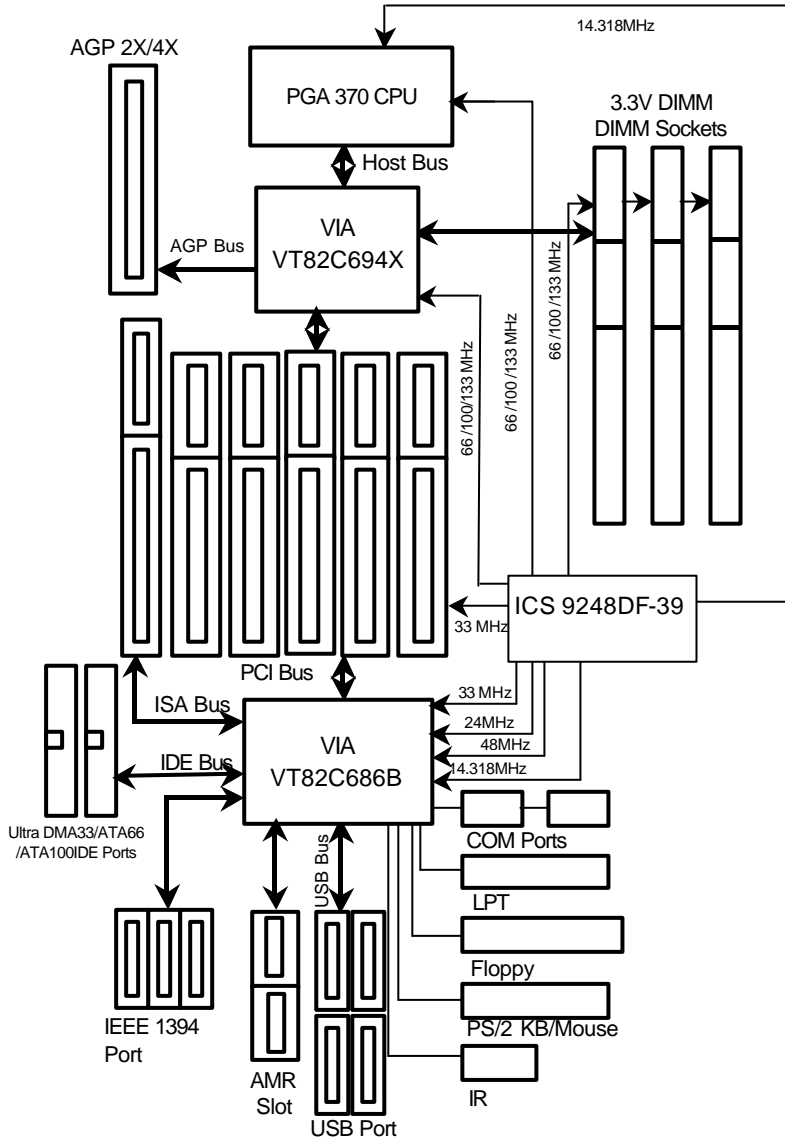 14.318MHz
AGP 2X/4X
PGA 370 CPU
3.3V DIMM
DIMM Sockets
Host Bus
VIA
VT82C694X
AGP Bus
66 /100/133 MHz
66 /100/133 MHz
66 /100/133 MHz
ICS 9248DF-39
33 MHz
PCI Bus
ISA Bus
33 MHz
24MHz
48MHz
14.318MHz
VIA
VT82C686B
IDE Bus
Ultra DMA33/ATA66
/ATA100IDE Ports
USB Bus
COM Ports
LPT
Floppy
PS/2 KB/Mouse
IR
IEEE 1394
Port
AMR
Slot
USB Port